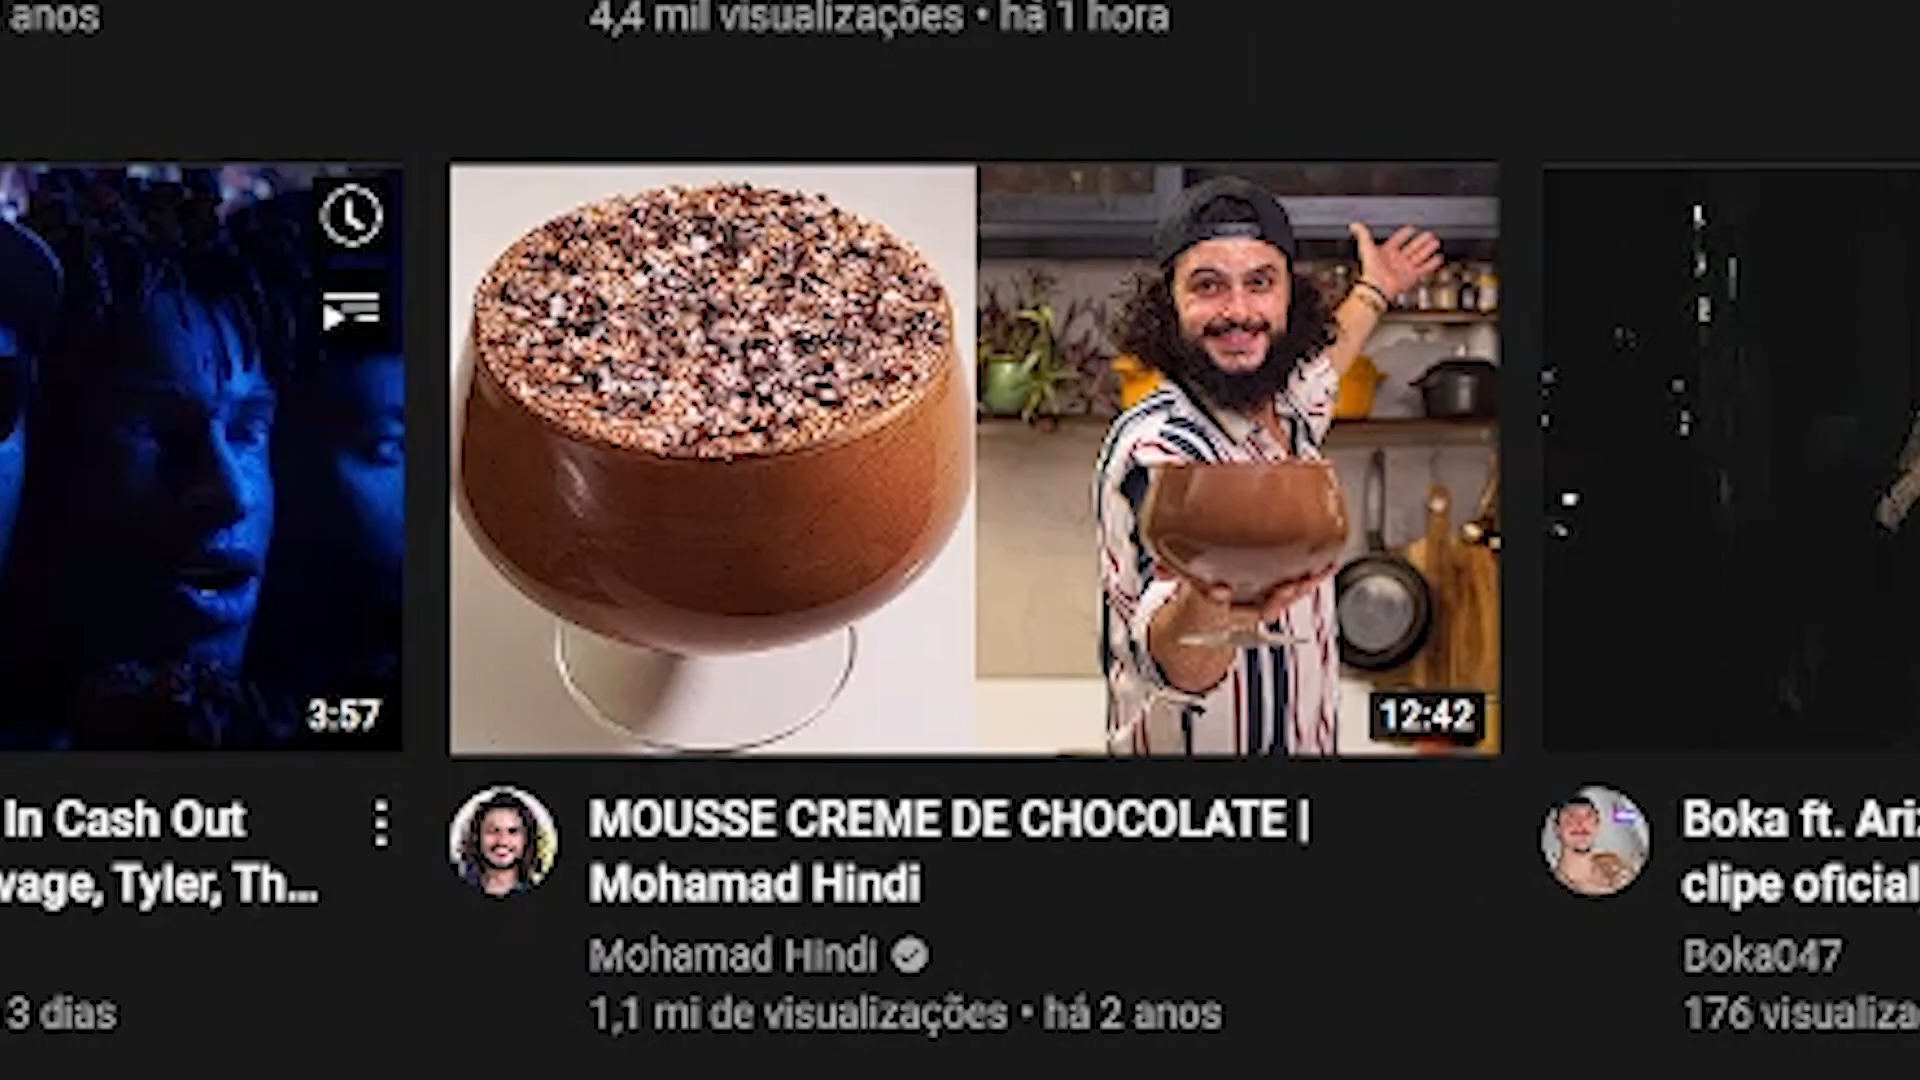 anos
4,4 mil visualizações • há 1 hora
3:57
12:42
In Cash Out
vage, Tyler, Th...
3 dias
MOUSSE CREME DE CHOCOLATE |
Mohamad Hindi
Mohamad Hindi
1,1 mi de visualizações • há 2 anos
Boka ft. Ariz
clipe oficial
Boka047
176 visualiza